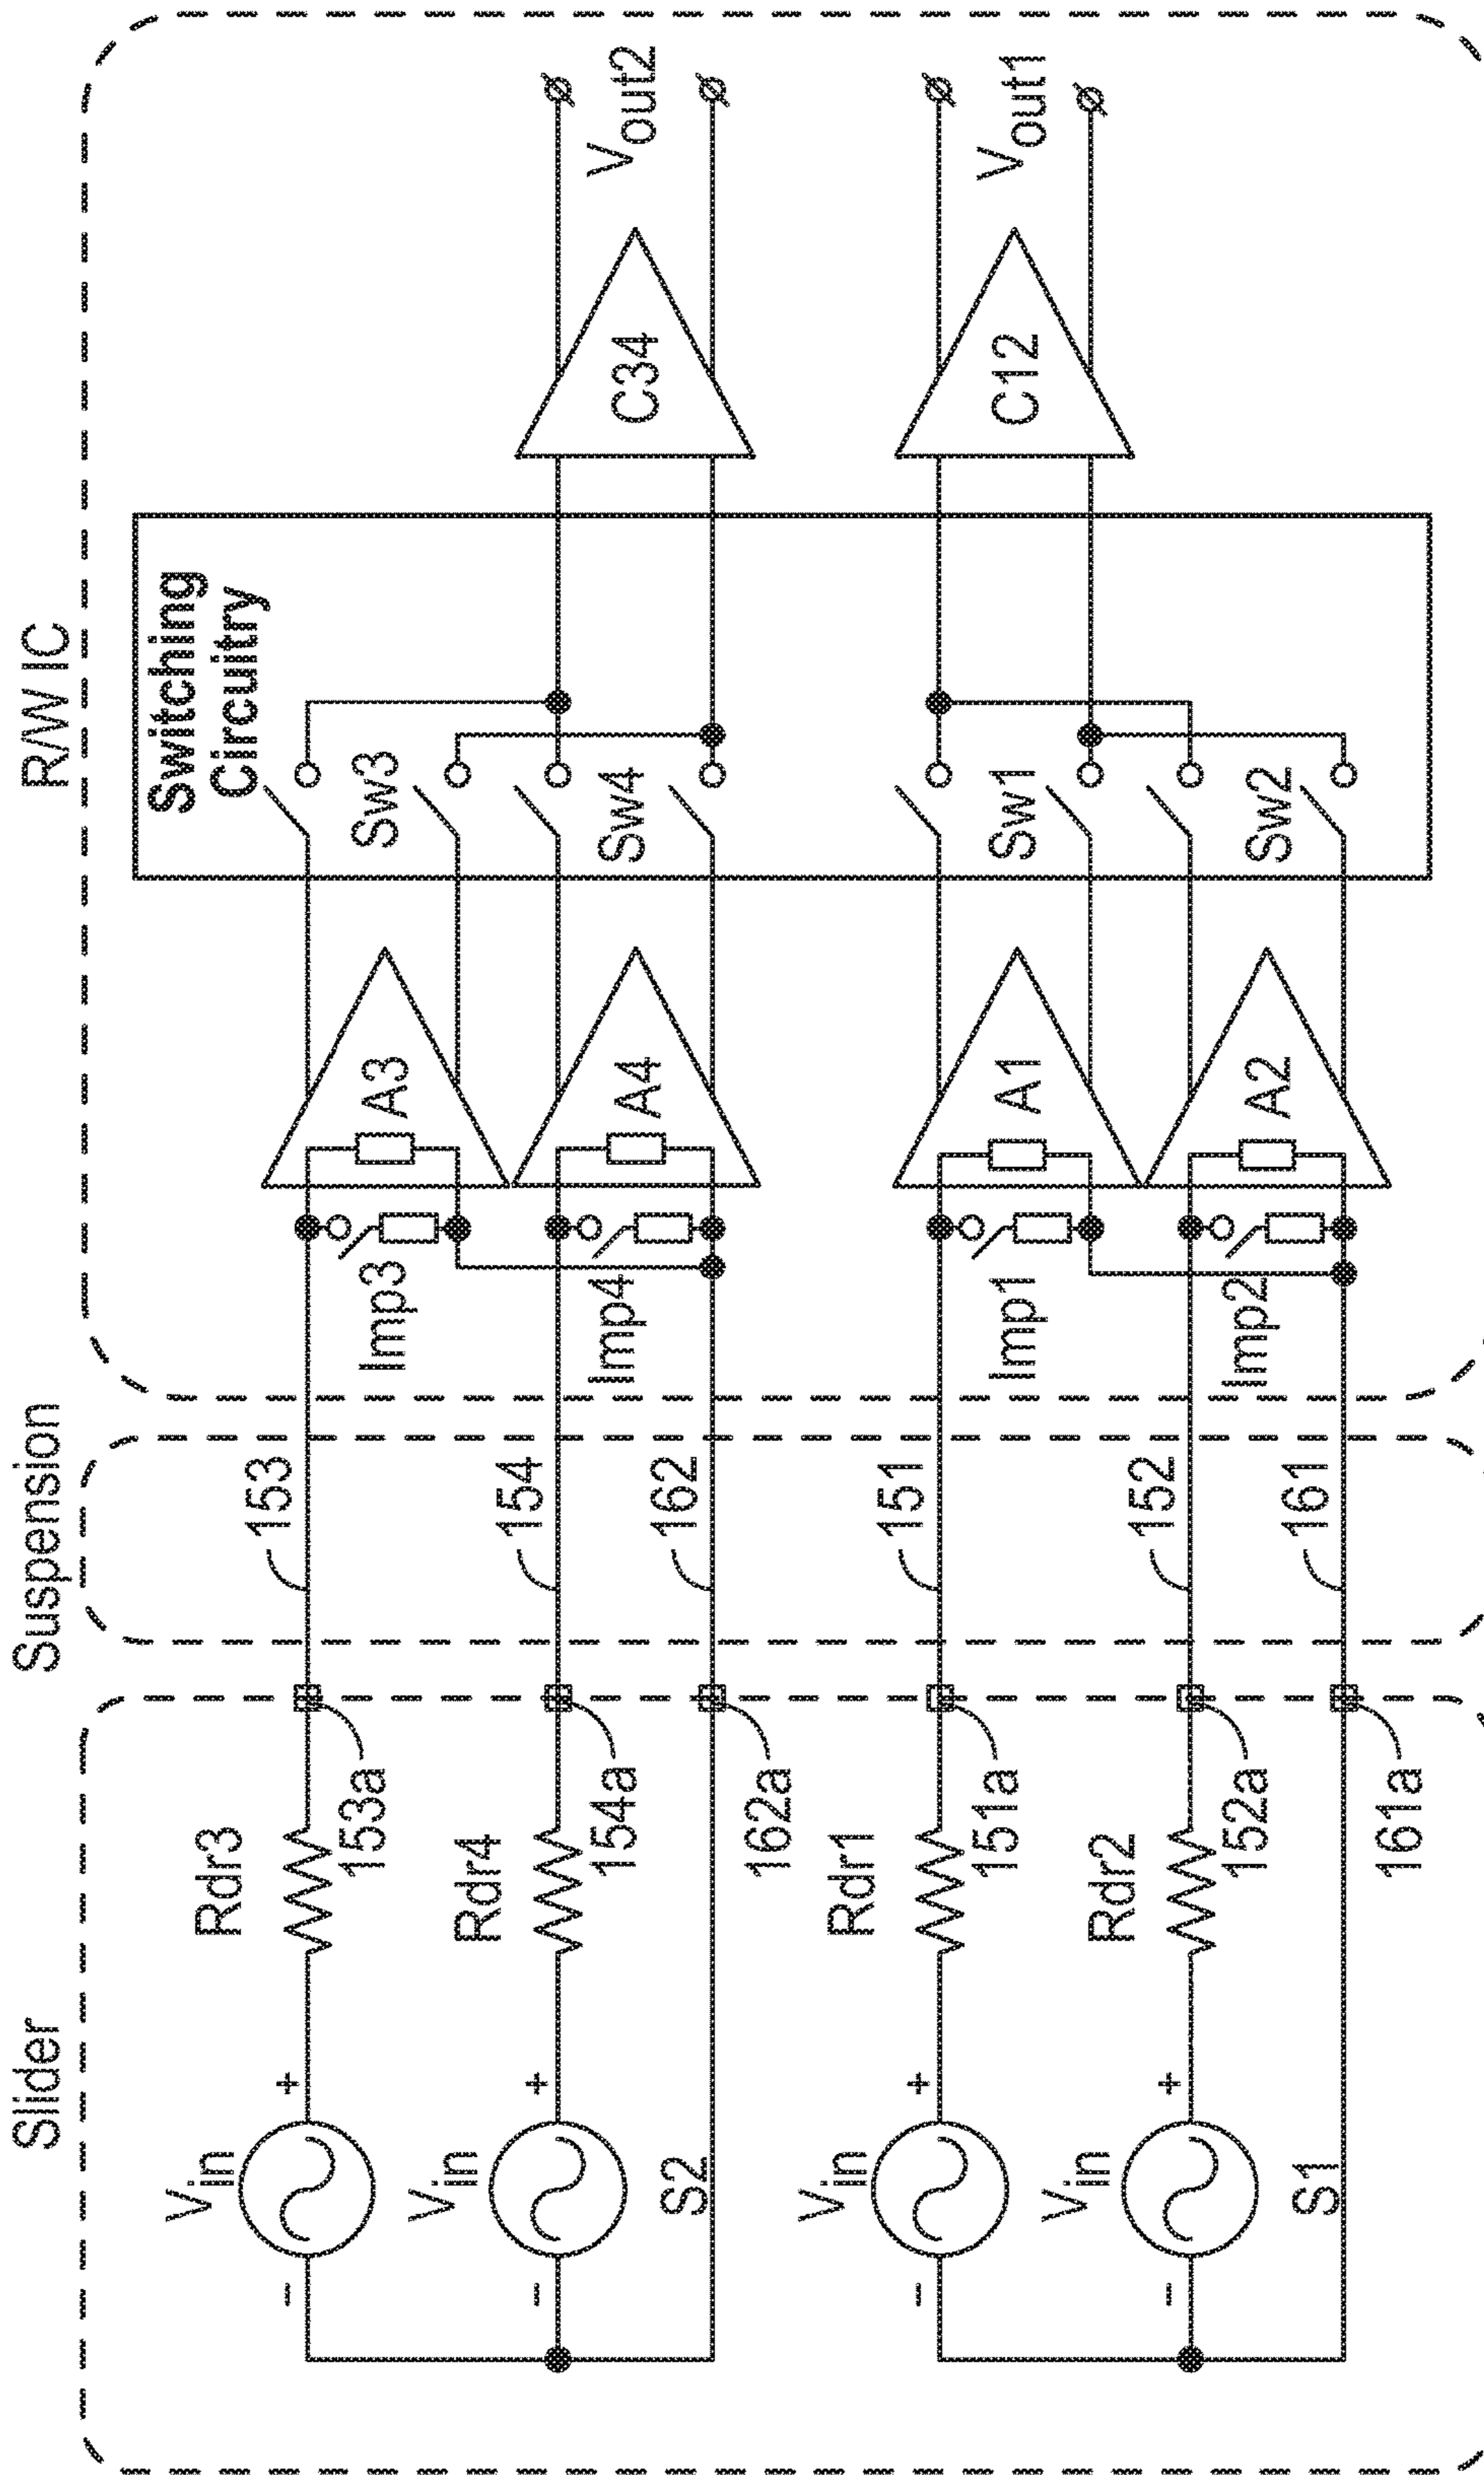 Slider
Suspension
R/W IC
Vin
- +
Rdr3
153a
153
Imp3
A3
Sw3
Switching
Circuitry
Vin
- +
Rdr4
154a
154
Imp4
A4
Sw4
C34
Vout2
S2
162a
162
Vin
- +
Rdr1
151a
151
Imp1
A1
Sw1
C12
Vout1
Vin
- +
Rdr2
152a
152
Imp2
A2
Sw2
S1
161a
161